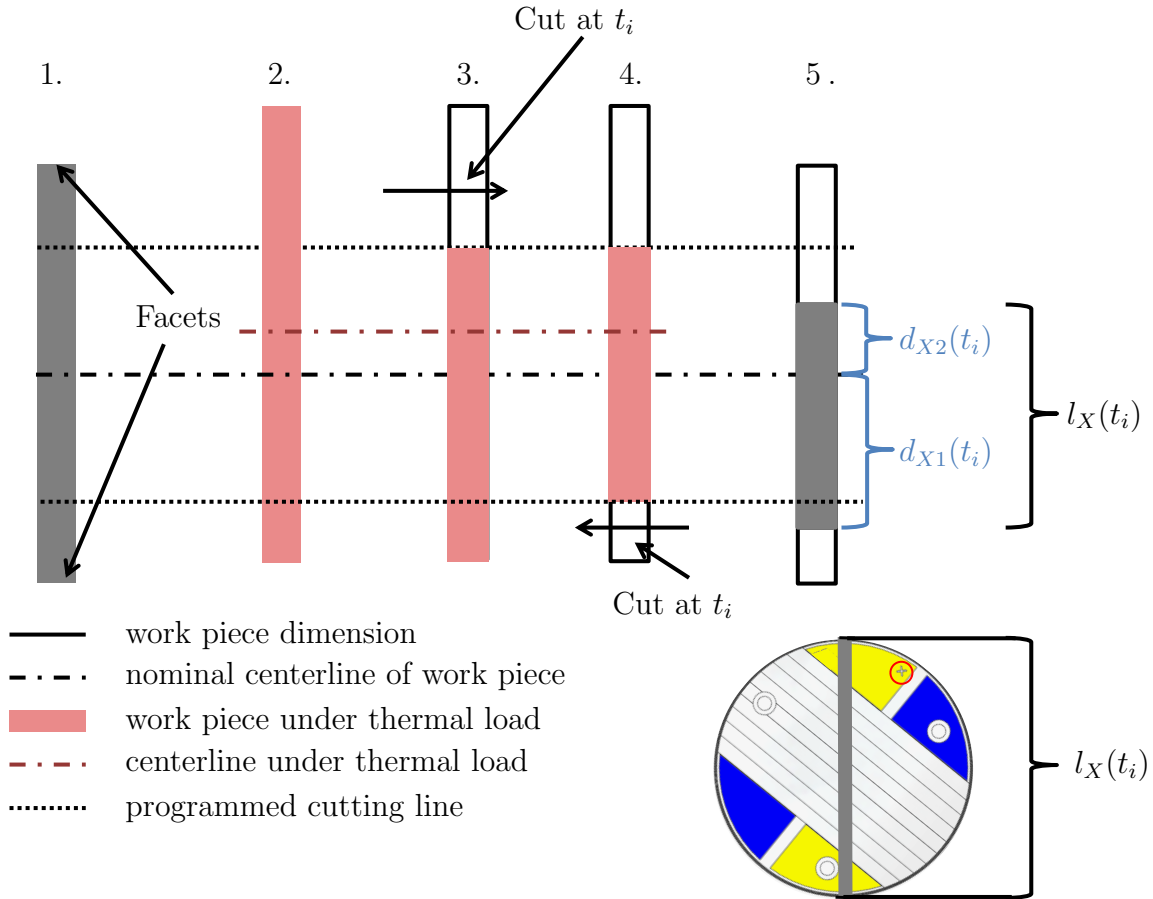 Cut at t_i
1. 2. 3. 4. 5 .
Facets
d_{X2}(t_i)
l_X(t_i)
d_{X1}(t_i)
Cut at t_i
work piece dimension
nominal centerline of work piece
work piece under thermal load
centerline under thermal load
programmed cutting line
l_X(t_i)